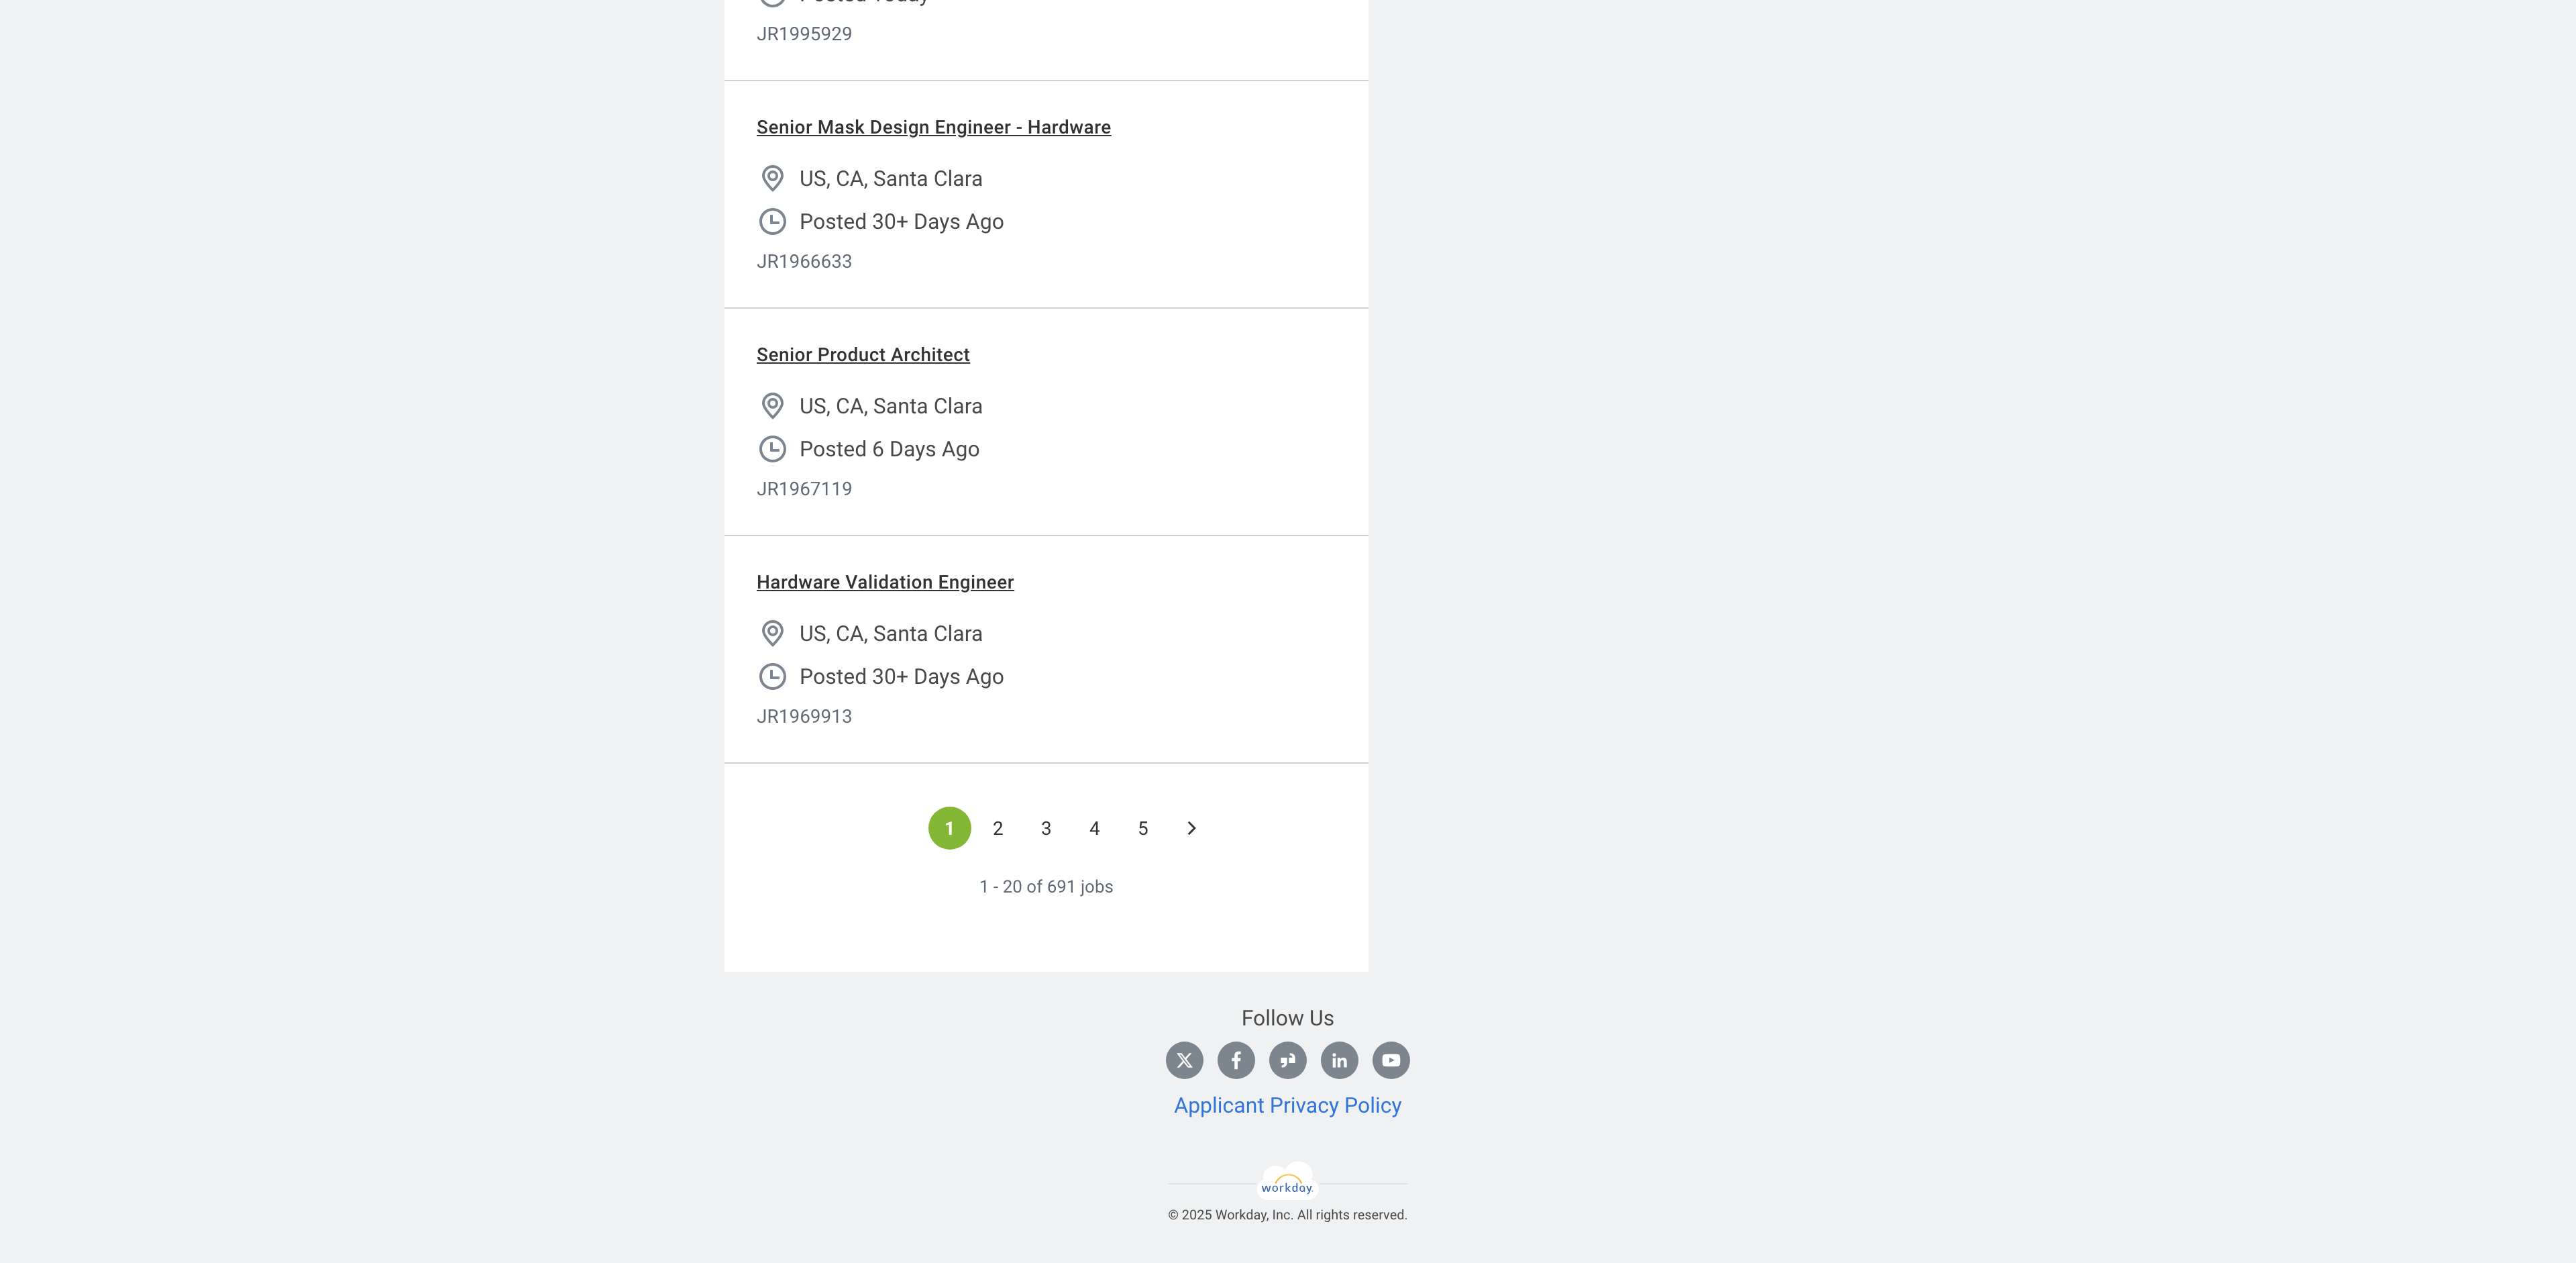 Posted Today
JR1995929
Senior Mask Design Engineer - Hardware
US, CA, Santa Clara
Posted 30+ Days Ago
JR1966633
Senior Product Architect
US, CA, Santa Clara
Posted 6 Days Ago
JR1967119
Hardware Validation Engineer
US, CA, Santa Clara
Posted 30+ Days Ago
JR1969913
1 2 3 4 5
1 - 20 of 691 jobs
Follow Us
Applicant Privacy Policy
workday.
© 2025 Workday, Inc. All rights reserved.